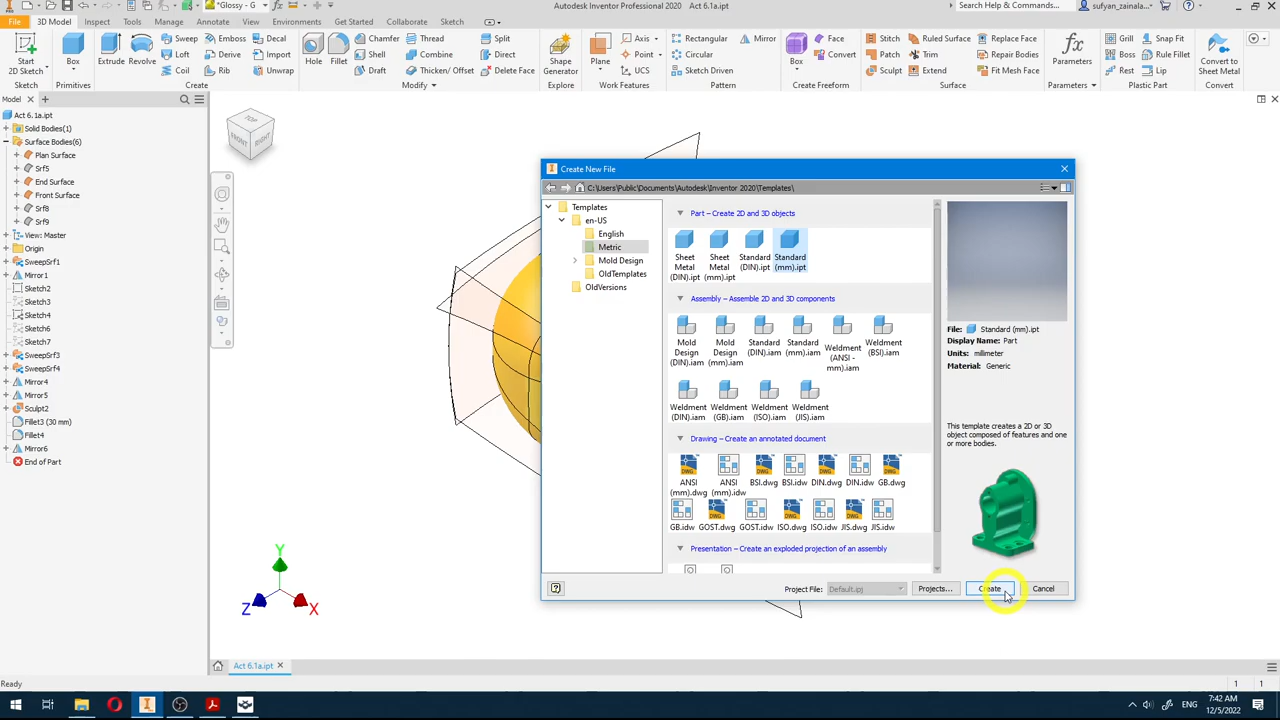 *Glossy - G
Autodesk Inventor Professional 2020   Act 6.1a.ipt
Search Help & Commands...
sufyan_zainala...
File
3D Model
Inspect
Tools
Manage
Annotate
View
Environments
Get Started
Collaborate
Sketch
Start
2D Sketch
Box
Extrude
Revolve
Sweep
Loft
Coil
Emboss
Derive
Rib
Decal
Import
Unwrap
Hole
Fillet
Chamfer
Shell
Draft
Thread
Combine
Thicken/ Offset
Split
Direct
Delete Face
Shape
Generator
Plane
Axis
Point
UCS
Rectangular
Circular
Sketch Driven
Mirror
Box
Face
Convert
Stitch
Patch
Sculpt
Ruled Surface
Trim
Extend
Replace Face
Repair Bodies
Fit Mesh Face
fx
Parameters
Grill
Boss
Rest
Snap Fit
Rule Fillet
Lip
Convert to
Sheet Metal
Primitives
Create
Modify
Explore
Work Features
Pattern
Create Freeform
Surface
Parameters
Plastic Part
Convert
Model
Act 6.1a.ipt
Solid Bodies(1)
Surface Bodies(6)
Plan Surface
Srf5
End Surface
Front Surface
Srf8
Srf9
View: Master
Origin
SweepSrf1
Mirror1
Sketch2
Sketch3
Sketch4
Sketch6
Sketch7
SweepSrf3
SweepSrf4
Mirror4
Mirror5
Sculpt2
Fillet3 (30 mm)
Fillet4
Mirror6
End of Part
TOP
FRONT
RIGHT
Y
Z
X
Create New File
C:\Users\Public\Documents\Autodesk\Inventor 2020\Templates\
Templates
en-US
English
Metric
Mold Design
OldTemplates
OldVersions
Part – Create 2D and 3D objects
Sheet
Metal
(DIN).ipt
Sheet
Metal
(mm).ipt
Standard
(DIN).ipt
Standard
(mm).ipt
Assembly – Assemble 2D and 3D components
Mold
Design
(DIN).iam
Mold
Design
(mm).iam
Standard
(DIN).iam
Standard
(mm).iam
Weldment
(ANSI -
mm).iam
Weldment
(BSI).iam
Weldment
(DIN).iam
Weldment
(GB).iam
Weldment
(ISO).iam
Weldment
(JIS).iam
Drawing – Create an annotated document
ANSI
(mm).dwg
ANSI
(mm).idw
BSI.dwg
BSI.idw
DIN.dwg
DIN.idw
GB.dwg
GB.idw
GOST.dwg
GOST.idw
ISO.dwg
ISO.idw
JIS.dwg
JIS.idw
Presentation – Create an exploded projection of an assembly
File: Standard (mm).ipt
Display Name: Part
Units: millimeter
Material: Generic
This template creates a 2D or 3D
object composed of features and one
or more bodies.
Project File: Default.ipj
Projects...
Create
Cancel
Act 6.1a.ipt
Ready
1 1
ENG
7:42 AM
12/5/2022